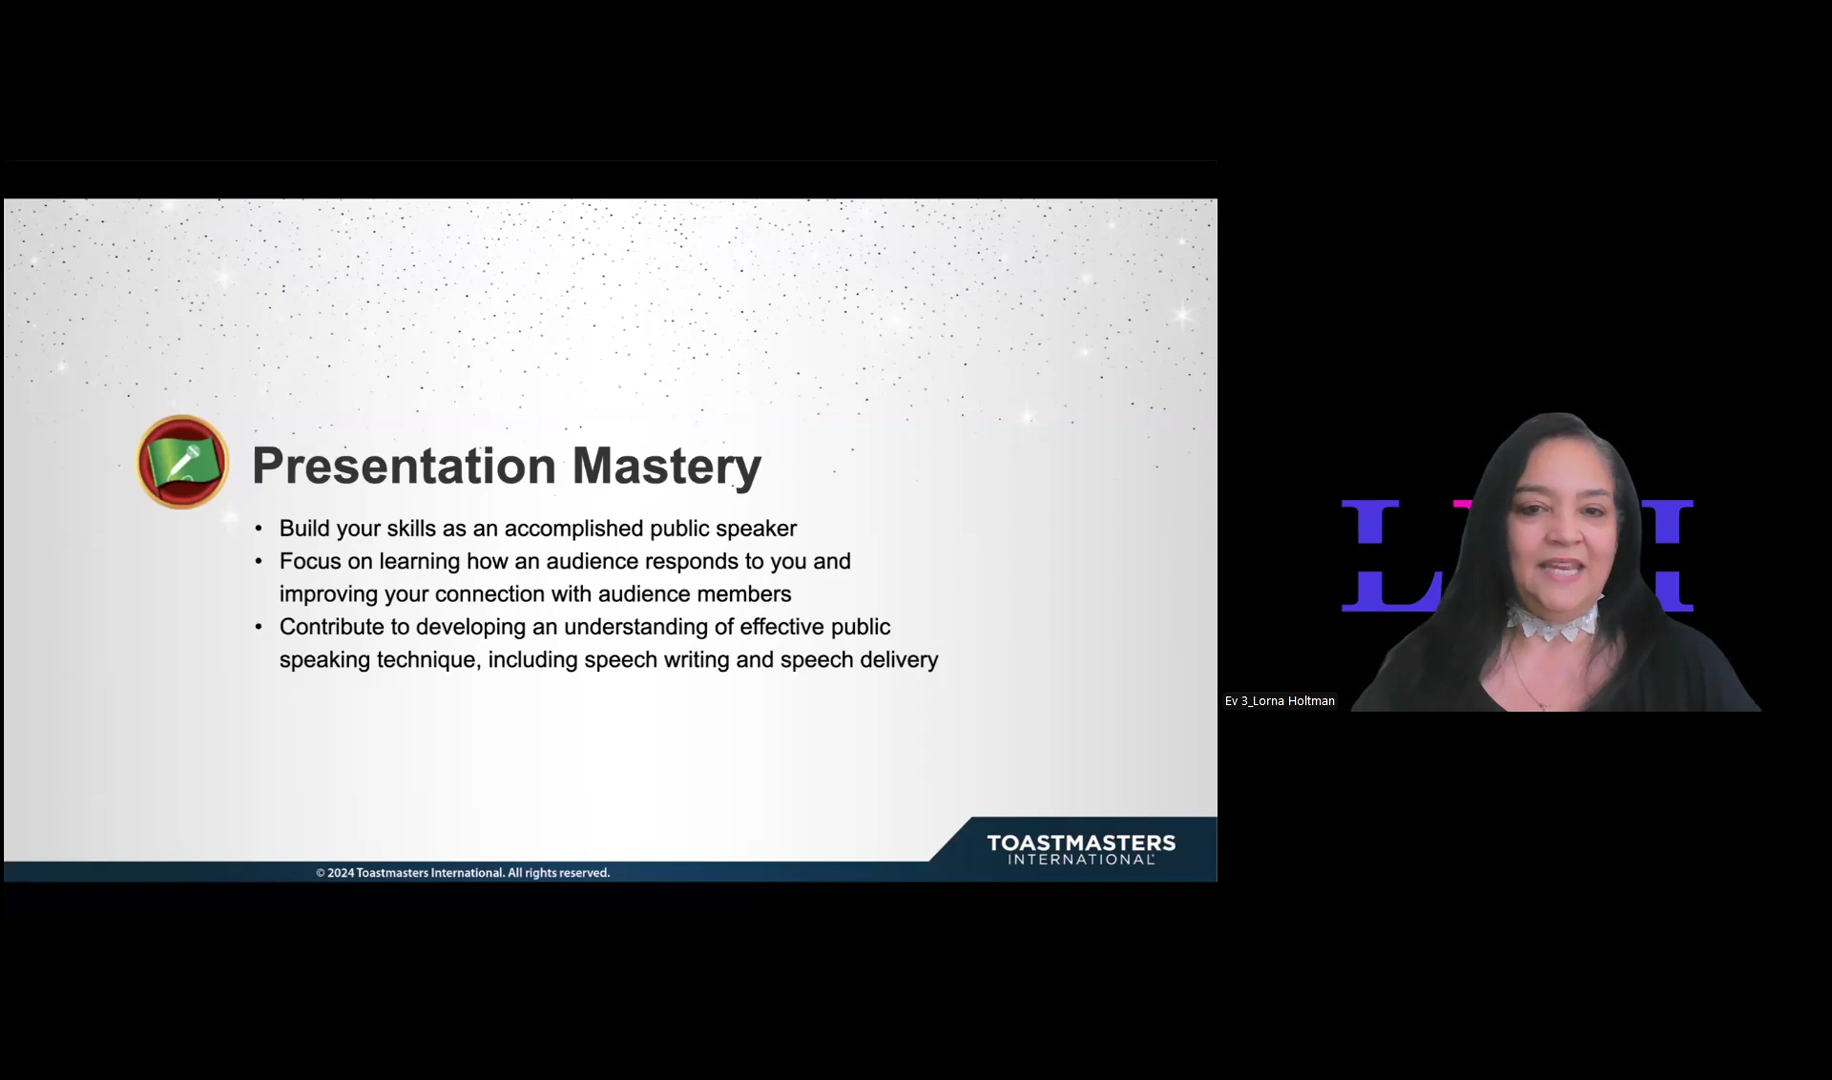 Presentation Mastery
• Build your skills as an accomplished public speaker
• Focus on learning how an audience responds to you and
improving your connection with audience members
• Contribute to developing an understanding of effective public
speaking technique, including speech writing and speech delivery
© 2024 Toastmasters International. All rights reserved.
TOASTMASTERS
INTERNATIONAL
L H
Ev 3_Lorna Holtman